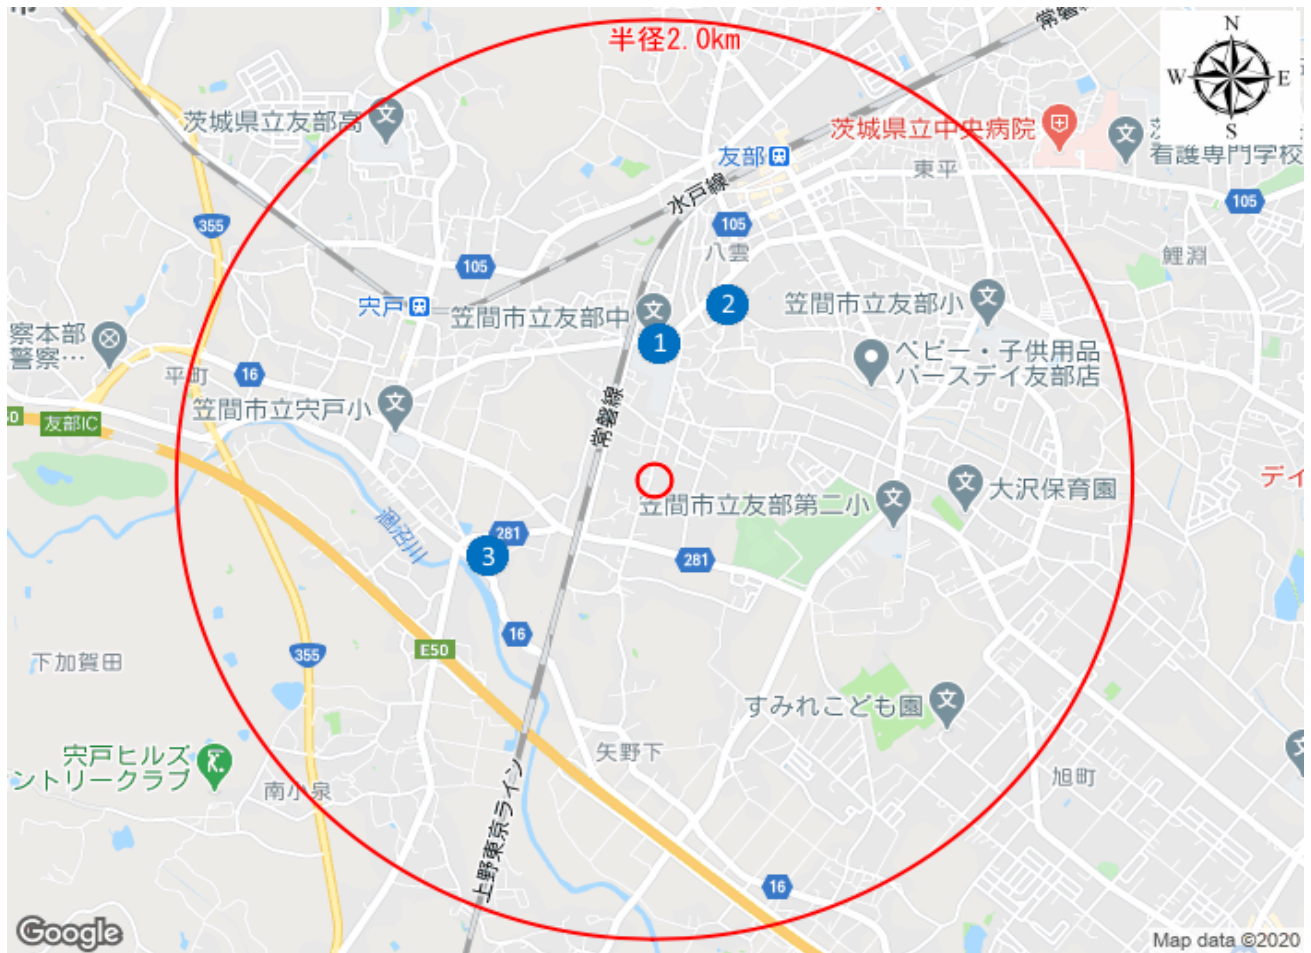 市
半径2.0km
常磐線
N
W
E
S
茨城県立友部高
茨城県立中央病院
看護専門学校
友部
東平
水戸線
105
355
105
八雲
鯉淵
105
宍戸
笠間市立友部中
2
笠間市立友部小
察本部
警察…
1
ベビー・子供用品
バースデイ友部店
平町
16
笠間市立宍戸小
常磐線
友部IC
デイ
笠間市立友部第二小
大沢保育園
涸沼川
281
3
281
16
E50
下加賀田
355
すみれこども園
宍戸ヒルズ
ントリークラブ
矢野下
南小泉
旭町
上野東京ライン
16
Google
Map data ©2020